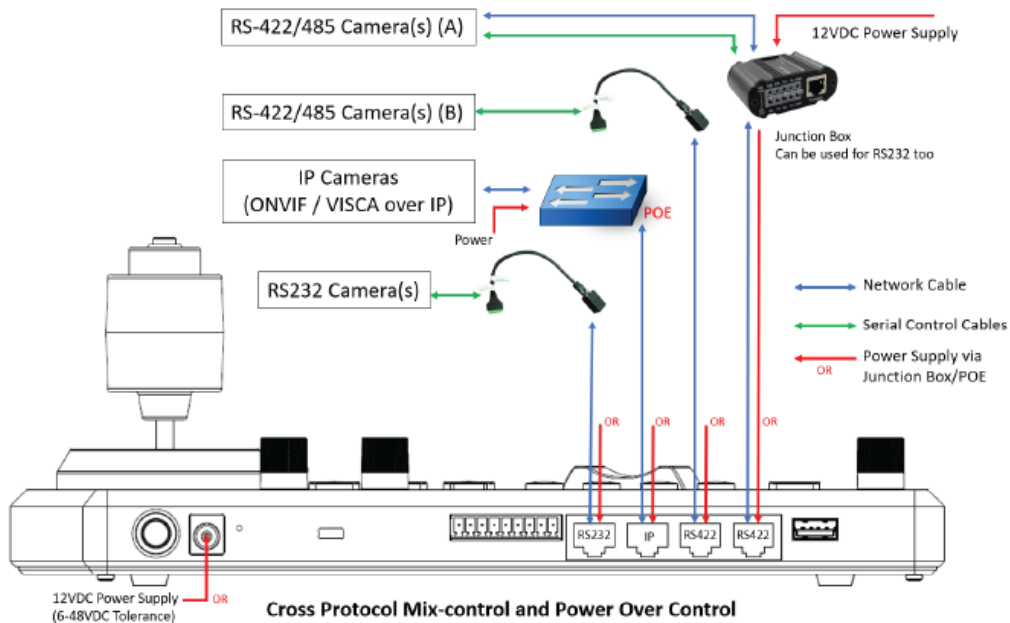 RS-422/485 Camera(s) (A)
12VDC Power Supply
RS-422/485 Camera(s) (B)
Junction Box
Can be used for RS232 too
IP Cameras
(ONVIF / VISCA over IP)
POE
Power
RS232 Camera(s)
Network Cable
Serial Control Cables
Power Supply via
Junction Box/POE
OR
OR
OR
OR
OR
RS232
IP
RS422
RS422
12VDC Power Supply
(6-48VDC Tolerance)
OR
Cross Protocol Mix-control and Power Over Control